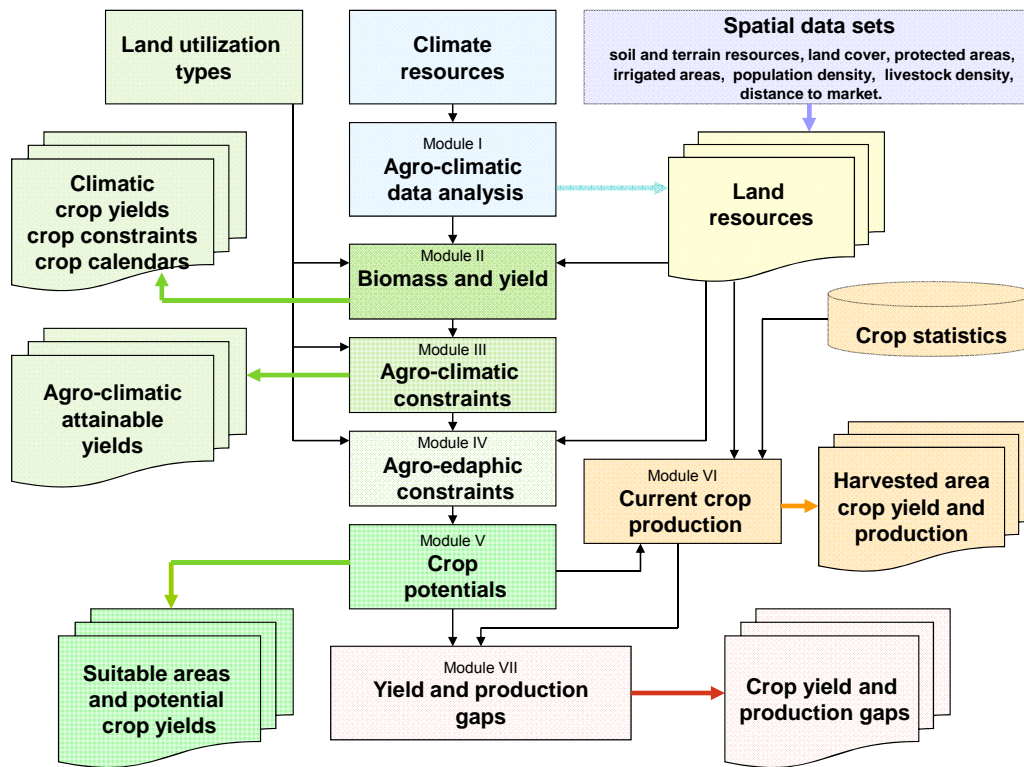 Land utilization
types
Climate
resources
Spatial data sets
soil and terrain resources, land cover, protected areas,
irrigated areas, population density, livestock density,
distance to market.
Module I
Agro-climatic
data analysis
Land
resources
Climatic
crop yields
crop constraints
crop calendars
Module II
Biomass and yield
Crop statistics
Module III
Agro-climatic
constraints
Agro-climatic
attainable
yields
Module IV
Agro-edaphic
constraints
Module VI
Current crop
production
Harvested area
crop yield and
production
Module V
Crop
potentials
Suitable areas
and potential
crop yields
Module VII
Yield and production
gaps
Crop yield and
production gaps